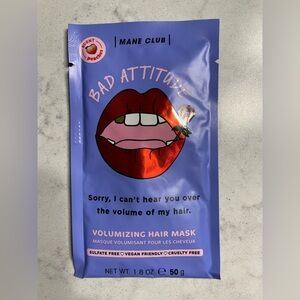 | MANE CLUB |
BAD ATTITUDE
Sorry, I can't hear you over
the volume of my hair.
VOLUMIZING HAIR MASK
MASQUE VOLUMISANT POUR LES CHEVEUX
SULFATE FREE VEGAN FRIENDLY CRUELTY FREE
NET WT. 1.8 OZ. 50 g